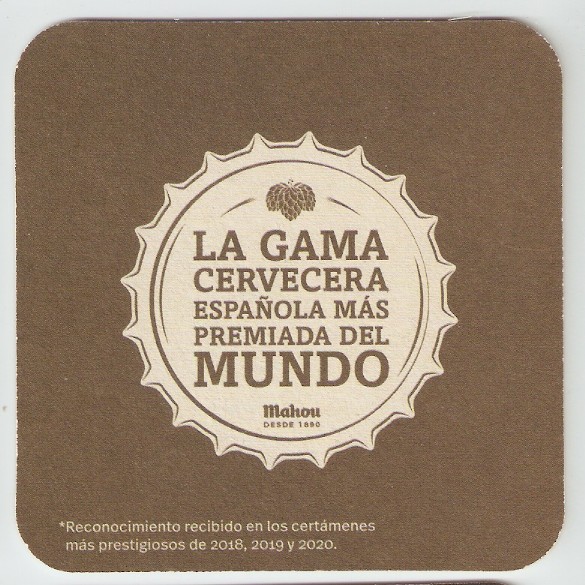 LA GAMA
CERVECERA
ESPAÑOLA MÁS
PREMIADA DEL
MUNDO
Mahou
DESDE 1890
*Reconocimiento recibido en los certámenes
más prestigiosos de 2018, 2019 y 2020.